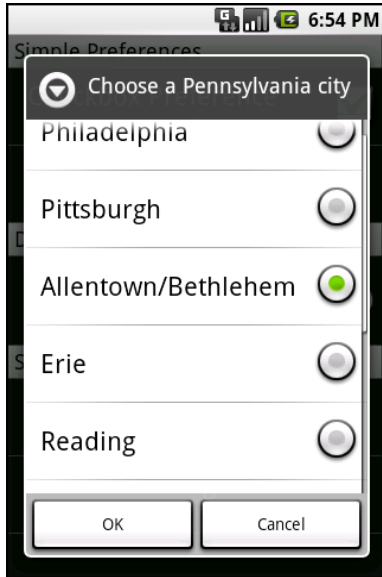 6:54 PM
Simple Preferences
Choose a Pennsylvania city
Philadelphia
Pittsburgh
Allentown/Bethlehem
Erie
Reading
OK
Cancel